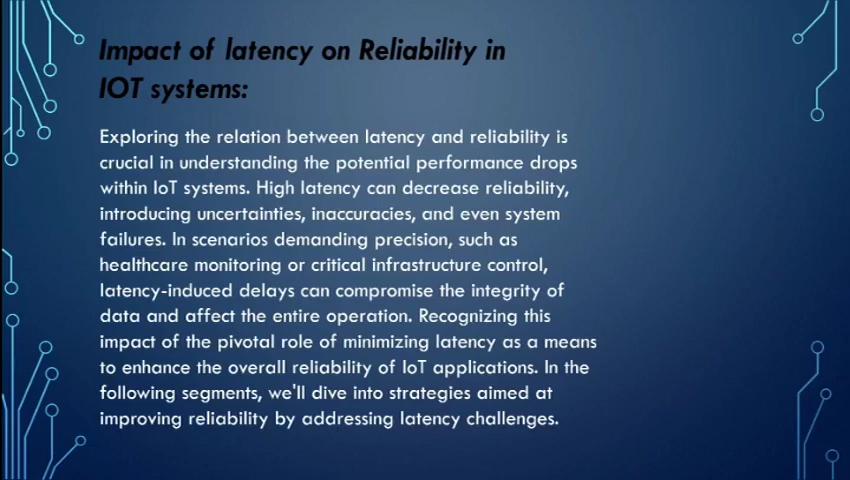 Impact of latency on Reliability in
IOT systems:
Exploring the relation between latency and reliability is
crucial in understanding the potential performance drops
within IoT systems. High latency can decrease reliability,
introducing uncertainties, inaccuracies, and even system
failures. In scenarios demanding precision, such as
healthcare monitoring or critical infrastructure control,
latency-induced delays can compromise the integrity of
data and affect the entire operation. Recognizing this
impact of the pivotal role of minimizing latency as a means
to enhance the overall reliability of IoT applications. In the
following segments, we'll dive into strategies aimed at
improving reliability by addressing latency challenges.